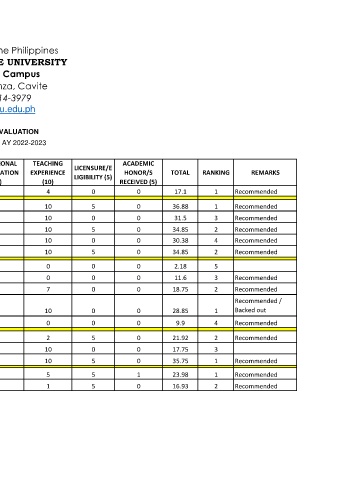 ne Philippines
E UNIVERSITY
Campus
nza, Cavite
14-3979
u.edu.ph
VALUATION
AY 2022-2023
ONAL ATION ) TEACHING EXPERIENCE (10) LICENSURE/E LIGIBILITY (5) ACADEMIC HONOR/S RECEIVED (5) TOTAL RANKING REMARKS
4 0 0 17.1 1 Recommended
10 5 0 36.88 1 Recommended
10 0 0 31.5 3 Recommended
10 5 0 34.85 2 Recommended
10 0 0 30.38 4 Recommended
10 5 0 34.85 2 Recommended
0 0 0 2.18 5
0 0 0 11.6 3 Recommended
7 0 0 18.75 2 Recommended
10 0 0 28.85 1 Recommended / Backed out
0 0 0 9.9 4 Recommended
2 5 0 21.92 2 Recommended
10 0 0 17.75 3
10 5 0 35.75 1 Recommended
5 5 1 23.98 1 Recommended
1 5 0 16.93 2 Recommended